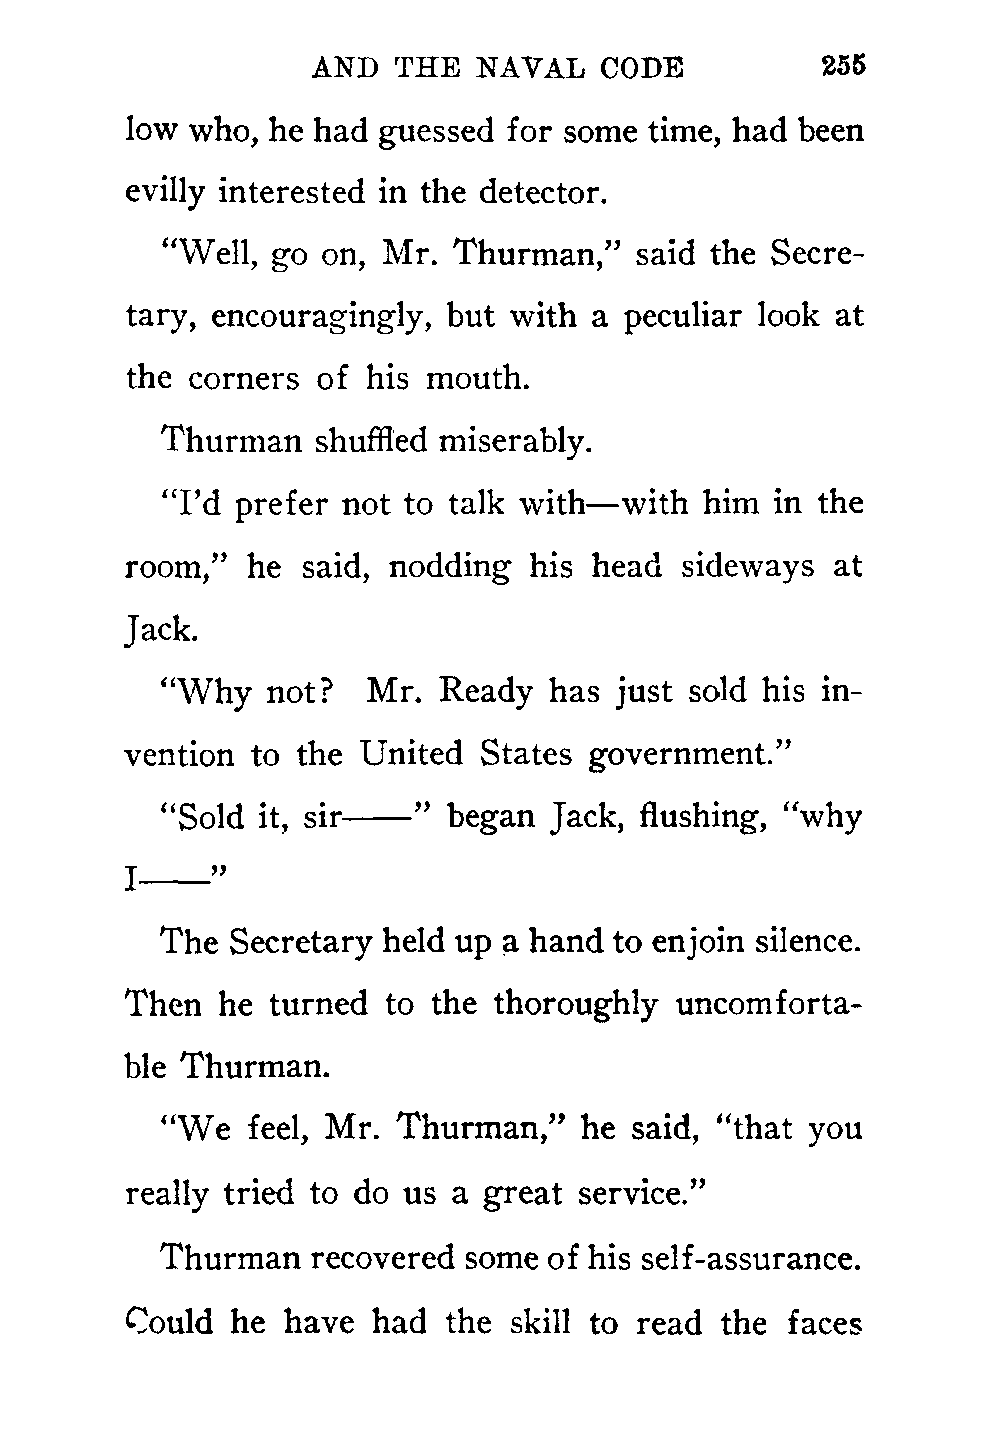 AND THE NAVAL CODE 255
low who, he had guessed for some time, had been
evilly interested in the detector.
“Well, go on, Mr. Thurman,” said the Secre-
tary, encouragingly, but with a peculiar look at
the corners of his mouth.
Thurman shuffled miserably.
“I’d prefer not to talk with—with him in the
room,” he said, nodding his head sideways at
Jack.
“Why not? Mr. Ready has just sold his in-
vention to the United States government.”
“Sold it, sir——” began Jack, flushing, “why
I——”
The Secretary held up a hand to enjoin silence.
Then he turned to the thoroughly uncomforta-
ble Thurman.
“We feel, Mr. Thurman,” he said, “that you
really tried to do us a great service.”
Thurman recovered some of his self-assurance.
Could he have had the skill to read the faces